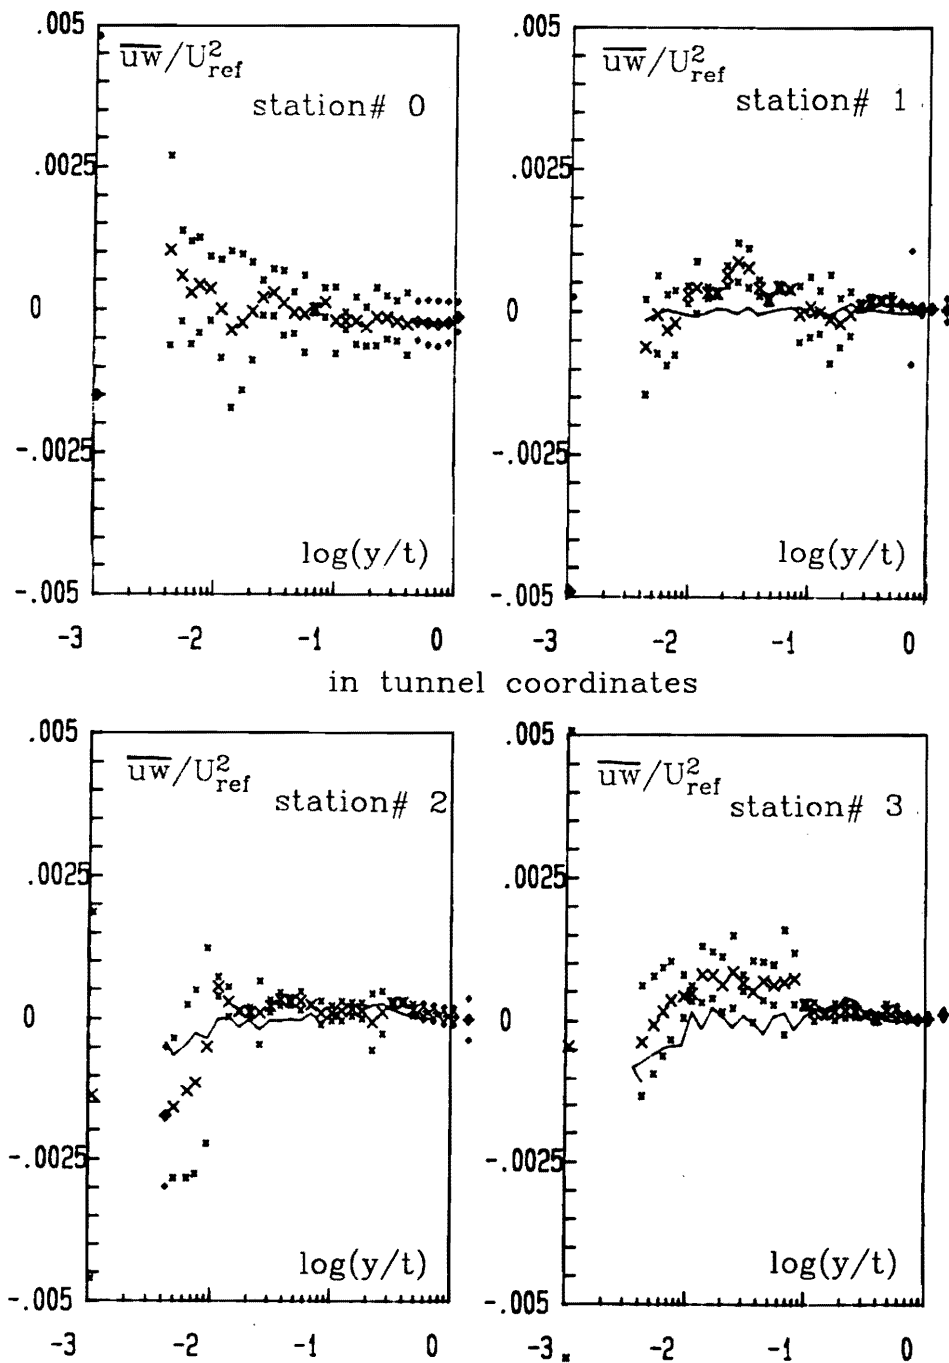 .005
uw/U²ref
station# 0
.0025
0
-.0025
log(y/t)
-.005
-3 -2 -1 0
.005
uw/U²ref
station# 1
.0025
0
-.0025
log(y/t)
-.005
-3 -2 -1 0
in tunnel coordinates
.005
uw/U²ref
station# 2
.0025
0
-.0025
log(y/t)
-.005
-3 -2 -1 0
.005
uw/U²ref
station# 3
.0025
0
-.0025
log(y/t)
-.005
-3 -2 -1 0